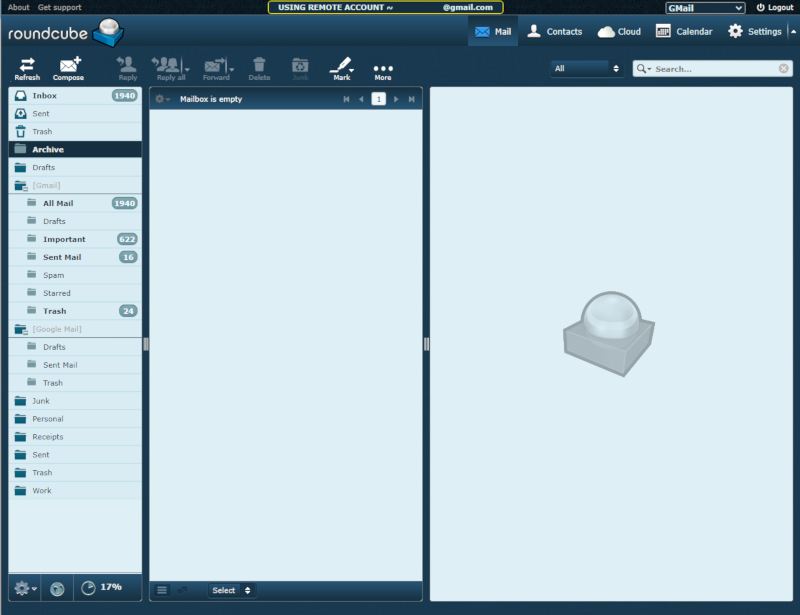 About Get support
USING REMOTE ACCOUNT ~ @gmail.com
GMail Logout
roundcube
Mail Contacts Cloud Calendar Settings
Refresh Compose Reply Reply all Forward Delete Junk Mark More
All Search...
Inbox 1940
Sent
Trash
Archive
Drafts
[Gmail]
All Mail 1940
Drafts
Important 622
Sent Mail 16
Spam
Starred
Trash 24
[Google Mail]
Drafts
Sent Mail
Trash
Junk
Personal
Receipts
Sent
Trash
Work
17%
Mailbox is empty 1
Select